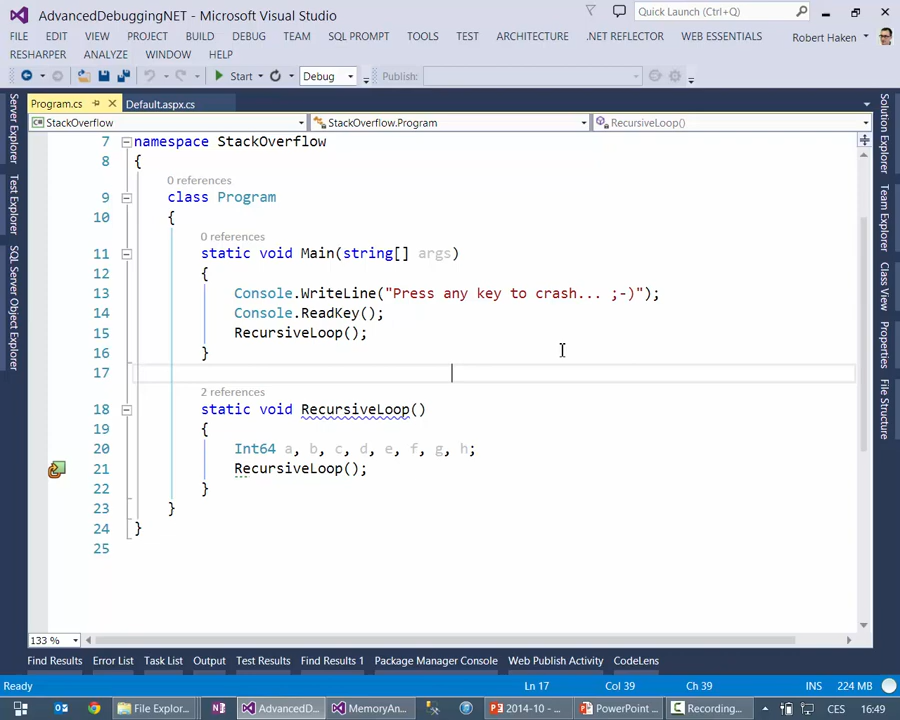 AdvancedDebuggingNET - Microsoft Visual Studio
Quick Launch (Ctrl+Q)
FILE EDIT VIEW PROJECT BUILD DEBUG TEAM SQL PROMPT TOOLS TEST ARCHITECTURE .NET REFLECTOR WEB ESSENTIALS Robert Haken
RESHARPER ANALYZE WINDOW HELP
Start Debug Publish:
Program.cs Default.aspx.cs
StackOverflow StackOverflow.Program RecursiveLoop()
7 namespace StackOverflow
8 {
0 references
9 class Program
10 {
0 references
11 static void Main(string[] args)
12 {
13 Console.WriteLine("Press any key to crash... ;-)");
14 Console.ReadKey();
15 RecursiveLoop();
16 }
17
2 references
18 static void RecursiveLoop()
19 {
20 Int64 a, b, c, d, e, f, g, h;
21 RecursiveLoop();
22 }
23 }
24 }
25
Server Explorer
Test Explorer
SQL Server Object Explorer
Solution Explorer
Team Explorer
Class View
Properties
File Structure
133 %
Find Results Error List Task List Output Test Results Find Results 1 Package Manager Console Web Publish Activity CodeLens
Ready Ln 17 Col 39 Ch 39 INS 224 MB
File Explor... AdvancedD... MemoryAn... 2014-10 - ... PowerPoint ... Recording... CES 16:49